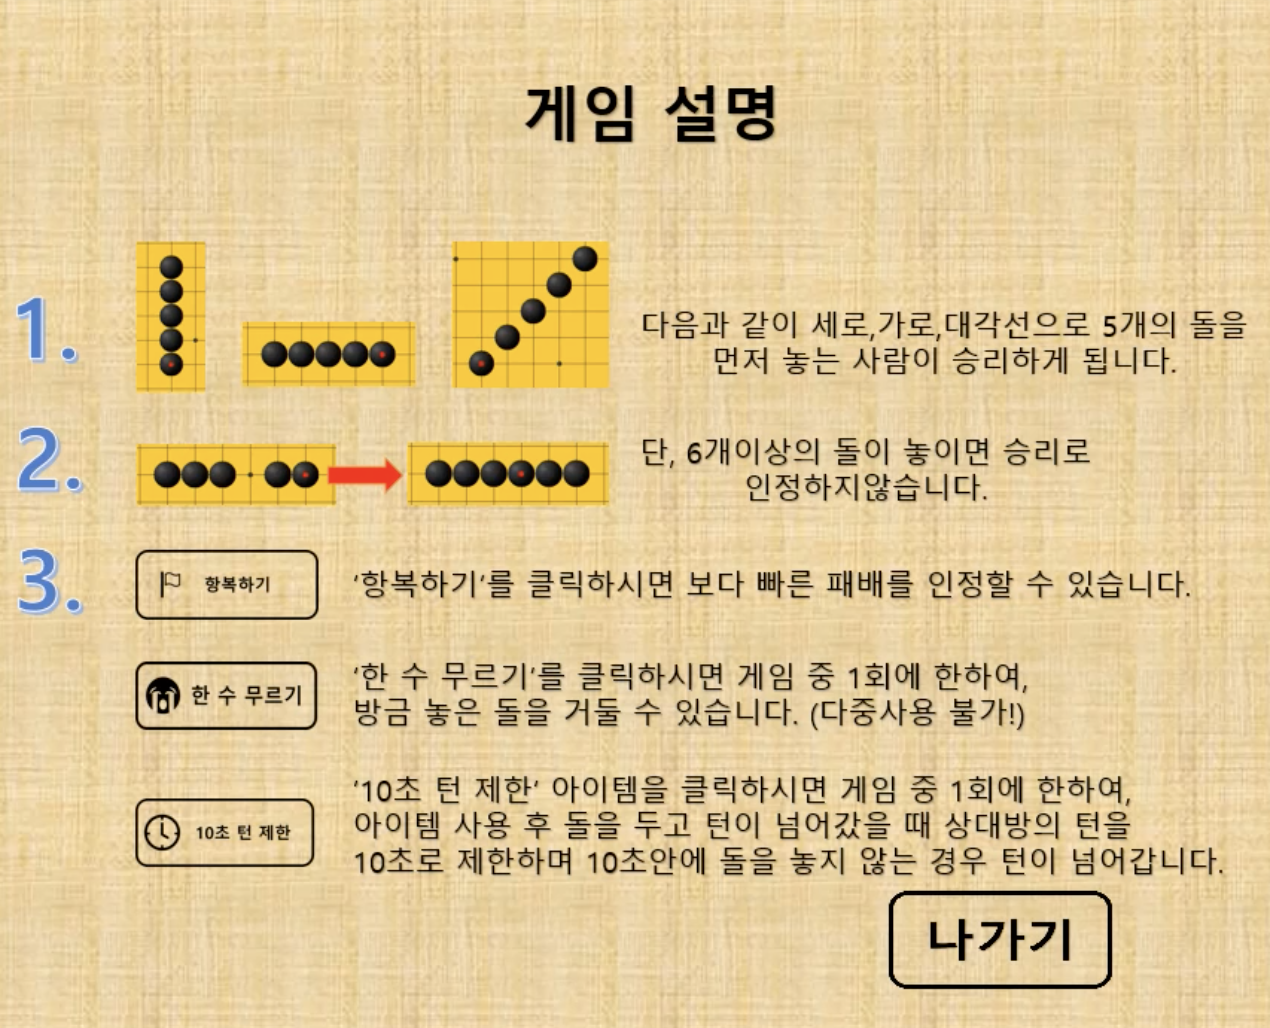 게임 설명
1.
다음과 같이 세로,가로,대각선으로 5개의 돌을
먼저 놓는 사람이 승리하게 됩니다.
2.
단, 6개이상의 돌이 놓이면 승리로
인정하지않습니다.
3.
항복하기
‘항복하기‘를 클릭하시면 보다 빠른 패배를 인정할 수 있습니다.
한 수 무르기
‘한 수 무르기‘를 클릭하시면 게임 중 1회에 한하여,
방금 놓은 돌을 거둘 수 있습니다. (다중사용 불가!)
10초 턴 제한
‘10초 턴 제한’ 아이템을 클릭하시면 게임 중 1회에 한하여,
아이템 사용 후 돌을 두고 턴이 넘어갔을 때 상대방의 턴을
10초로 제한하며 10초안에 돌을 놓지 않는 경우 턴이 넘어갑니다.
나가기